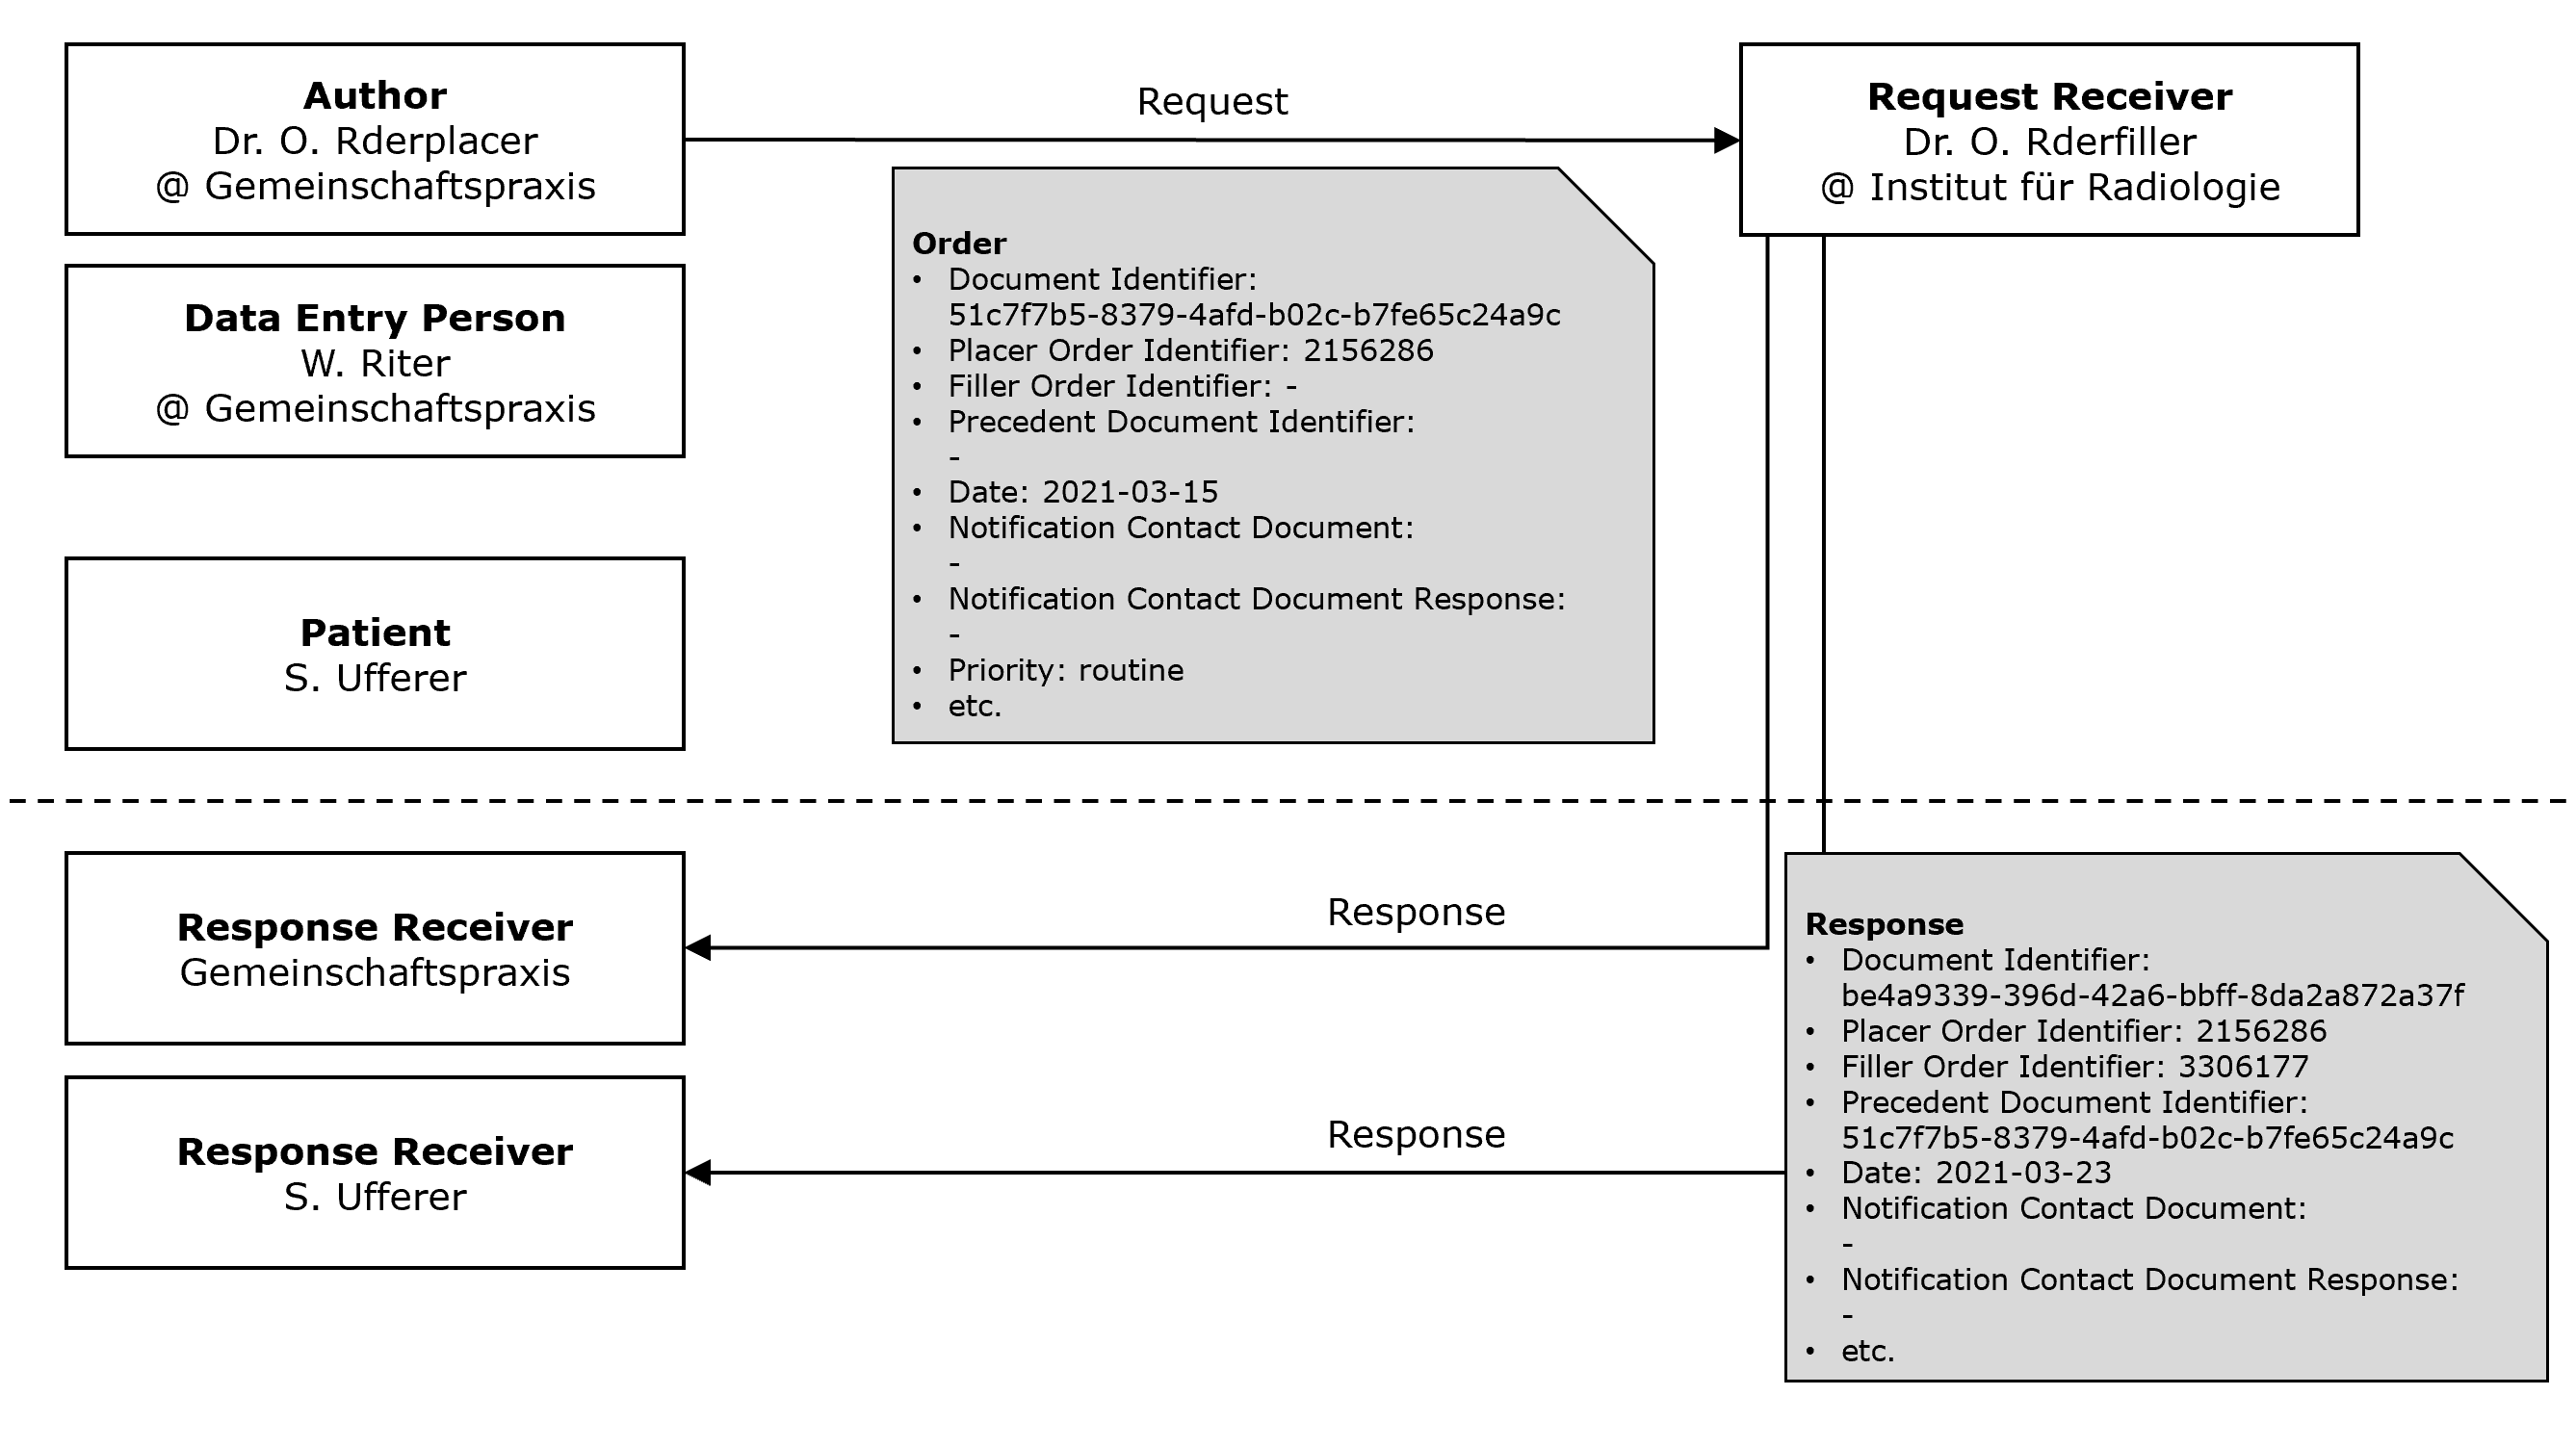 Author
Dr. O. Rderplacer
@ Gemeinschaftspraxis
Request
Request Receiver
Dr. O. Rderfiller
@ Institut für Radiologie
Data Entry Person
W. Riter
@ Gemeinschaftspraxis
Patient
S. Ufferer
Order
• Document Identifier:
51c7f7b5-8379-4afd-b02c-b7fe65c24a9c
• Placer Order Identifier: 2156286
• Filler Order Identifier: -
• Precedent Document Identifier:
-
• Date: 2021-03-15
• Notification Contact Document:
-
• Notification Contact Document Response:
-
• Priority: routine
• etc.
Response Receiver
Gemeinschaftspraxis
Response
Response Receiver
S. Ufferer
Response
Response
• Document Identifier:
be4a9339-396d-42a6-bbff-8da2a872a37f
• Placer Order Identifier: 2156286
• Filler Order Identifier: 3306177
• Precedent Document Identifier:
51c7f7b5-8379-4afd-b02c-b7fe65c24a9c
• Date: 2021-03-23
• Notification Contact Document:
-
• Notification Contact Document Response:
-
• etc.